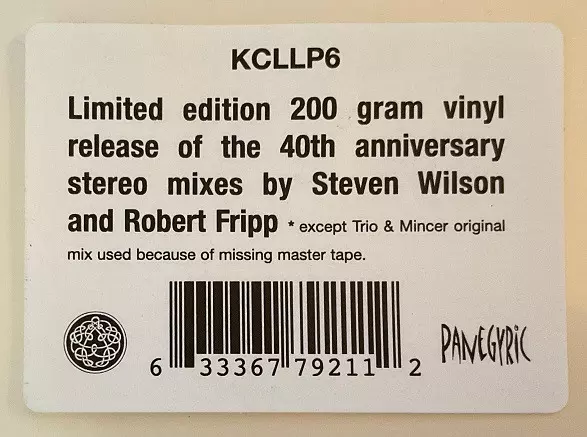 KCLLP6
Limited edition 200 gram vinyl
release of the 40th anniversary
stereo mixes by Steven Wilson
and Robert Fripp * except Trio & Mincer original
mix used because of missing master tape.
6 33367 79211 2
PANEGYRIC